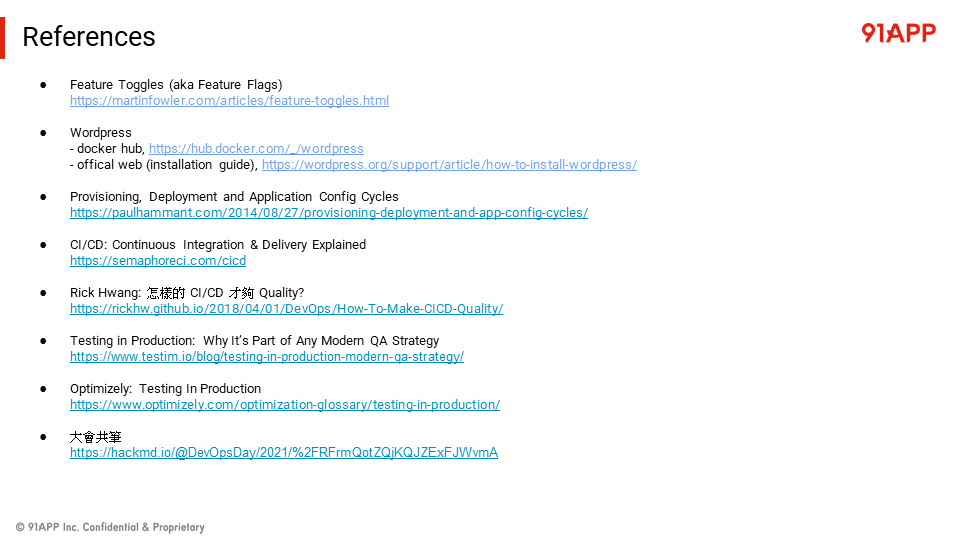 References
91APP
● Feature Toggles (aka Feature Flags)
https://martinfowler.com/articles/feature-toggles.html
● Wordpress
- docker hub, https://hub.docker.com/_/wordpress
- offical web (installation guide), https://wordpress.org/support/article/how-to-install-wordpress/
● Provisioning, Deployment and Application Config Cycles
https://paulhammant.com/2014/08/27/provisioning-deployment-and-app-config-cycles/
● CI/CD: Continuous Integration & Delivery Explained
https://semaphoreci.com/cicd
● Rick Hwang: 怎樣的 CI/CD 才夠 Quality?
https://rickhw.github.io/2018/04/01/DevOps/How-To-Make-CICD-Quality/
● Testing in Production: Why It's Part of Any Modern QA Strategy
https://www.testim.io/blog/testing-in-production-modern-qa-strategy/
● Optimizely: Testing In Production
https://www.optimizely.com/optimization-glossary/testing-in-production/
● 大會共筆
https://hackmd.io/@DevOpsDay/2021/%2FRFrmQotZQjKQJZExFJWvmA
© 91APP Inc. Confidential & Proprietary